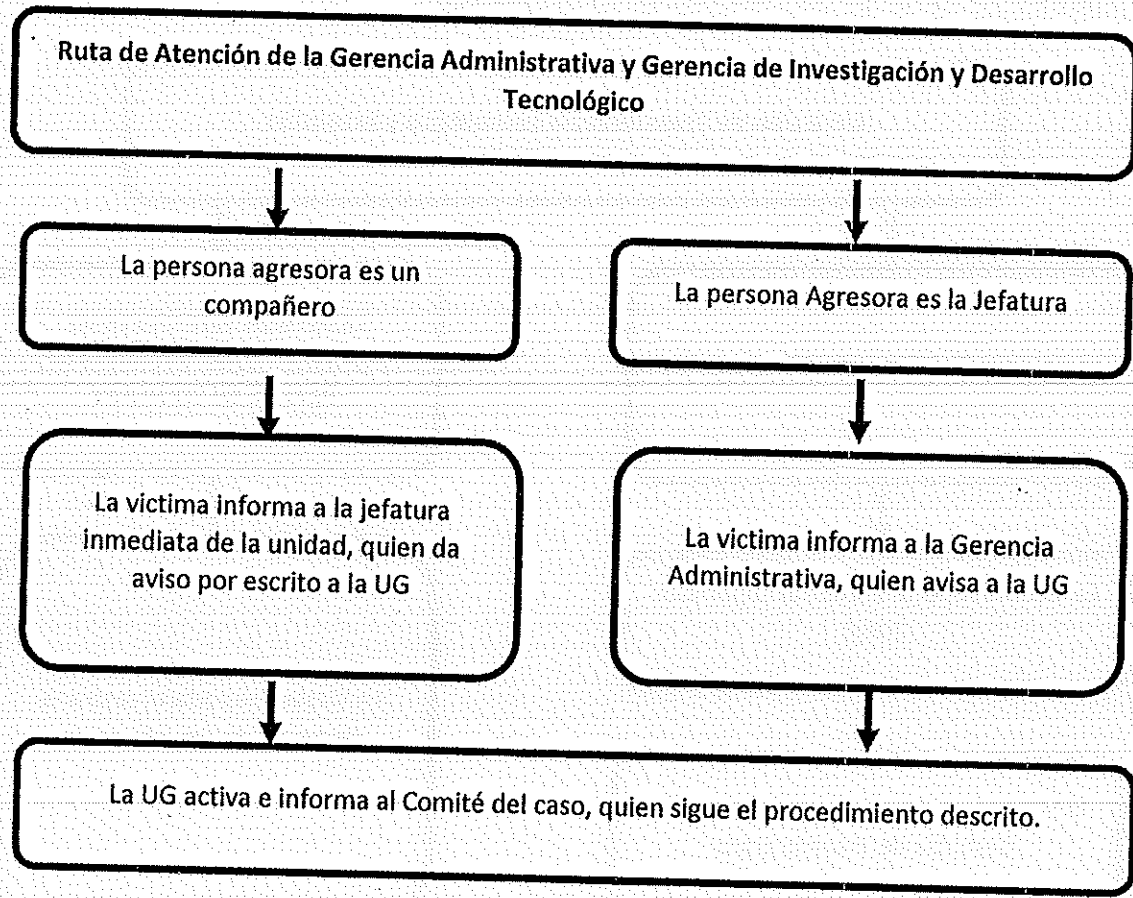 Ruta de Atención de la Gerencia Administrativa y Gerencia de Investigación y Desarrollo
Tecnológico
La persona agresora es un
compañero
La persona Agresora es la Jefatura
La victima informa a la jefatura
inmediata de la unidad, quien da
aviso por escrito a la UG
La victima informa a la Gerencia
Administrativa, quien avisa a la UG
La UG activa e informa al Comité del caso, quien sigue el procedimiento descrito.